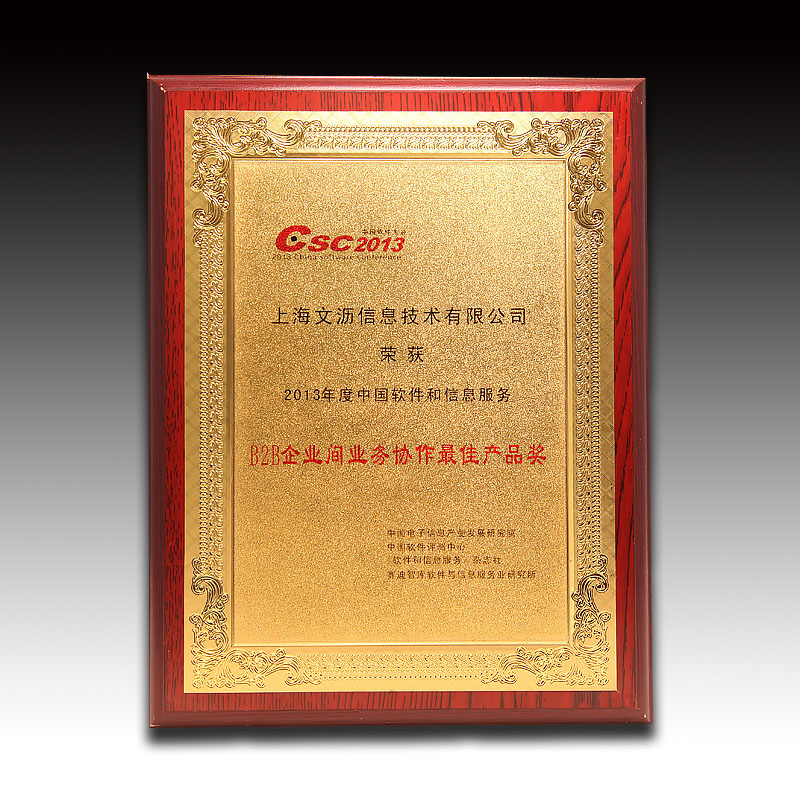 中国软件大会
CSC2013
2013 China Software Conference
上海文沥信息技术有限公司
荣获
2013年度中国软件和信息服务
B2B企业间业务协作最佳产品奖
中国电子信息产业发展研究院
中国软件评测中心
《软件和信息服务》杂志社
赛迪智库软件与信息服务业研究所